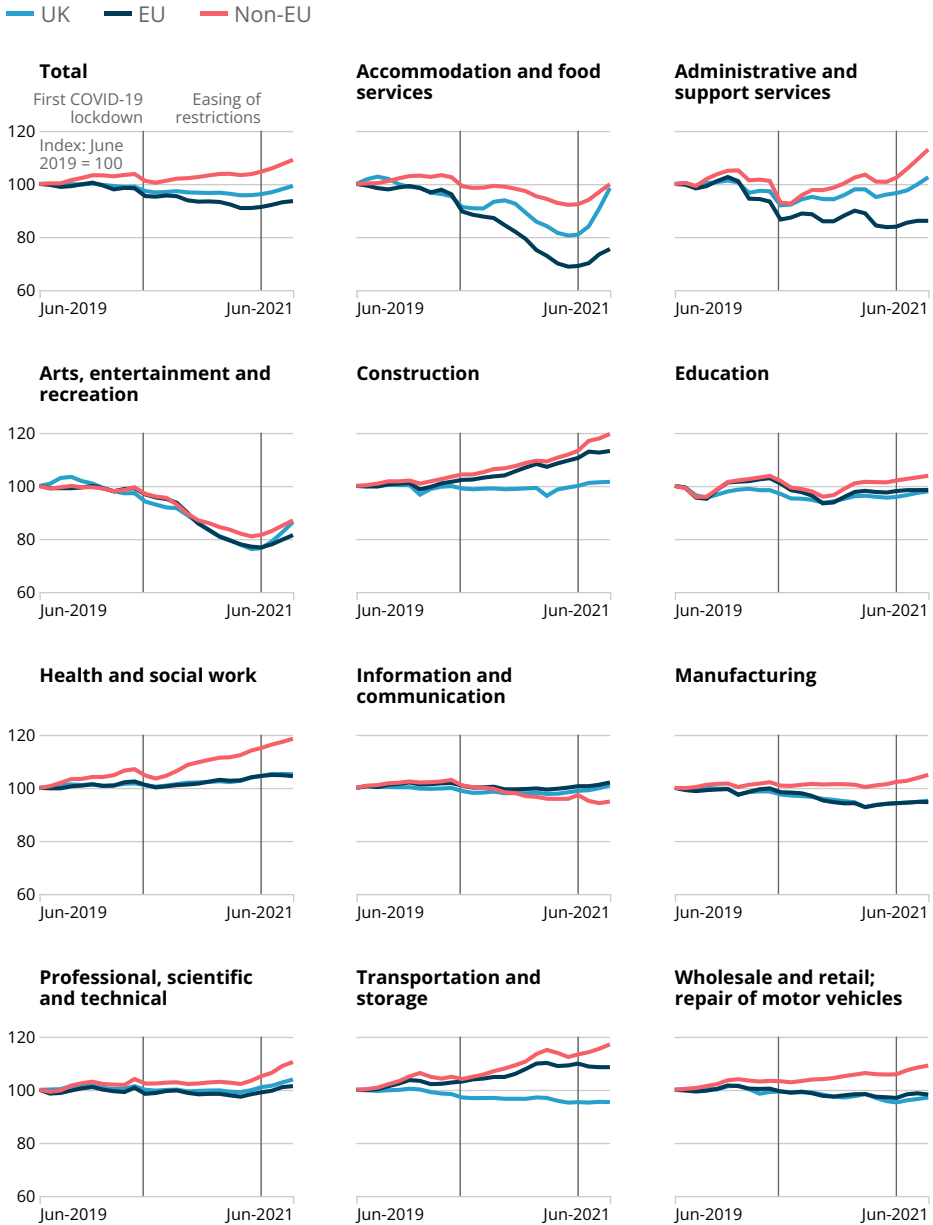 UK EU Non-EU
Total
First COVID-19
lockdown
Easing of
restrictions
Index: June
2019 = 100
120
100
80
60
Jun-2019 Jun-2021
Accommodation and food
services
Jun-2019 Jun-2021
Administrative and
support services
Jun-2019 Jun-2021
Arts, entertainment and
recreation
120
100
80
60
Jun-2019 Jun-2021
Construction
Jun-2019 Jun-2021
Education
Jun-2019 Jun-2021
Health and social work
120
100
80
60
Jun-2019 Jun-2021
Information and
communication
Jun-2019 Jun-2021
Manufacturing
Jun-2019 Jun-2021
Professional, scientific
and technical
120
100
80
60
Jun-2019 Jun-2021
Transportation and
storage
Jun-2019 Jun-2021
Wholesale and retail;
repair of motor vehicles
Jun-2019 Jun-2021